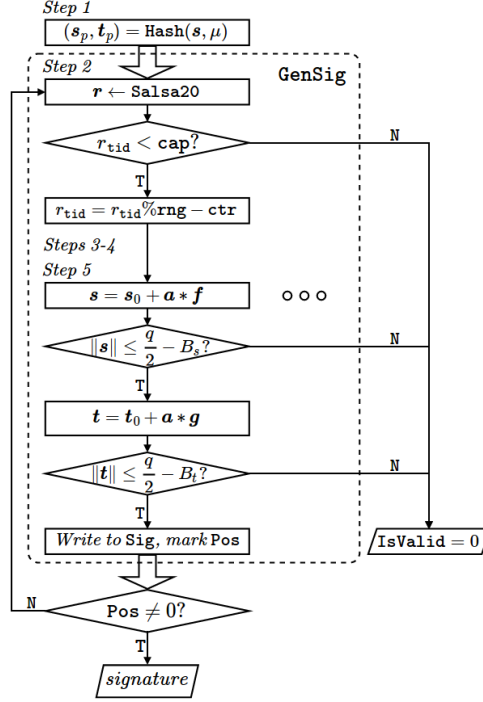 Step 1
(s_p, t_p) = Hash(s, μ)
Step 2
GenSig
r ← Salsa20
r_tid < cap?
N
T
r_tid = r_tid%rng − ctr
Steps 3-4
Step 5
s = s_0 + a * f
‖s‖ ≤ q/2 − B_s?
N
T
t = t_0 + a * g
‖t‖ ≤ q/2 − B_t?
N
T
Write to Sig, mark Pos
IsValid = 0
N
Pos ≠ 0?
T
signature